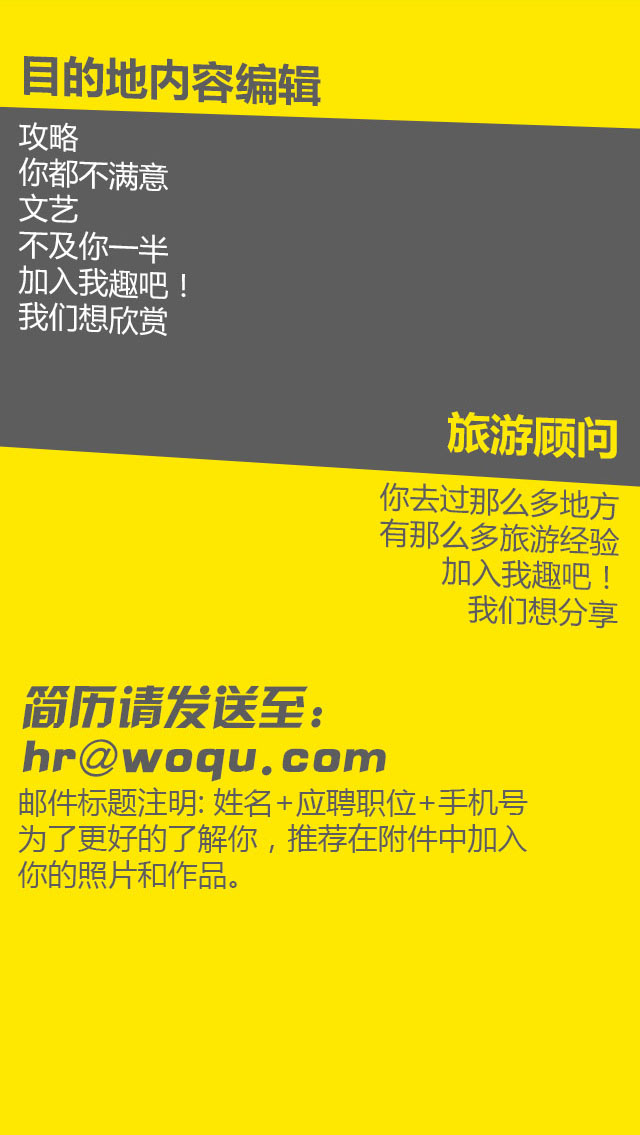 目的地内容编辑
攻略
你都不满意
文艺
不及你一半
加入我趣吧！
我们想欣赏
旅游顾问
你去过那么多地方
有那么多旅游经验
加入我趣吧！
我们想分享
简历请发送至：
hr@woqu.com
邮件标题注明: 姓名+应聘职位+手机号
为了更好的了解你，推荐在附件中加入
你的照片和作品。